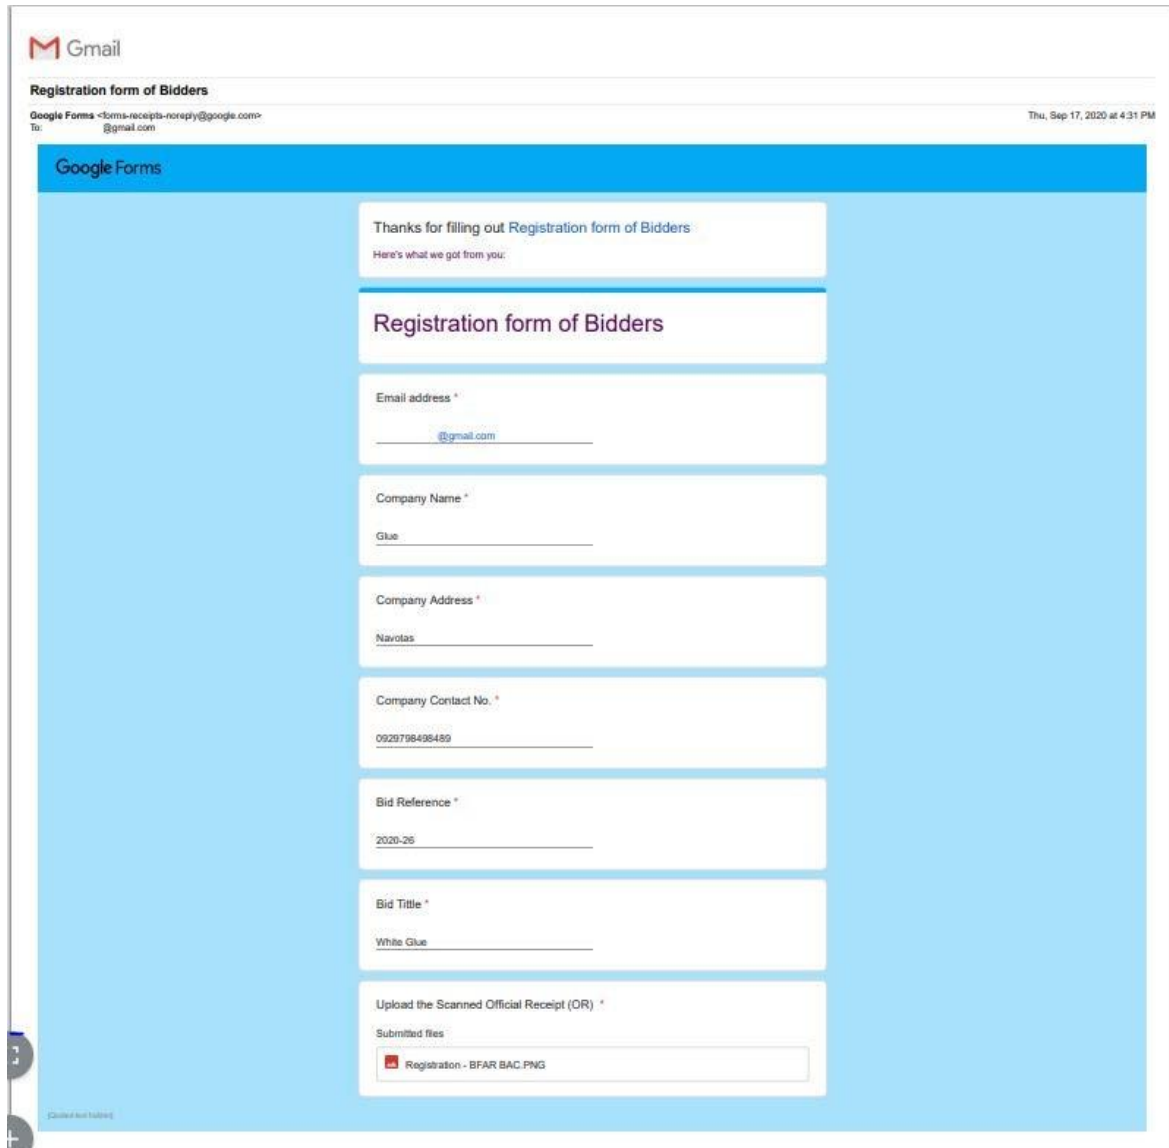 Gmail
Registration form of Bidders
Google Forms <forms-receipts-noreply@google.com>
Thu, Sep 17, 2020 at 4:31 PM
To: @gmail.com
Google Forms
Thanks for filling out Registration form of Bidders
Here's what we got from you:
Registration form of Bidders
Email address *
@gmail.com
Company Name *
Glue
Company Address *
Navotas
Company Contact No. *
0929798498489
Bid Reference *
2020-26
Bid Tittle *
White Glue
Upload the Scanned Official Receipt (OR) *
Submitted files
Registration - BFAR BAC.PNG
[Quoted text hidden]